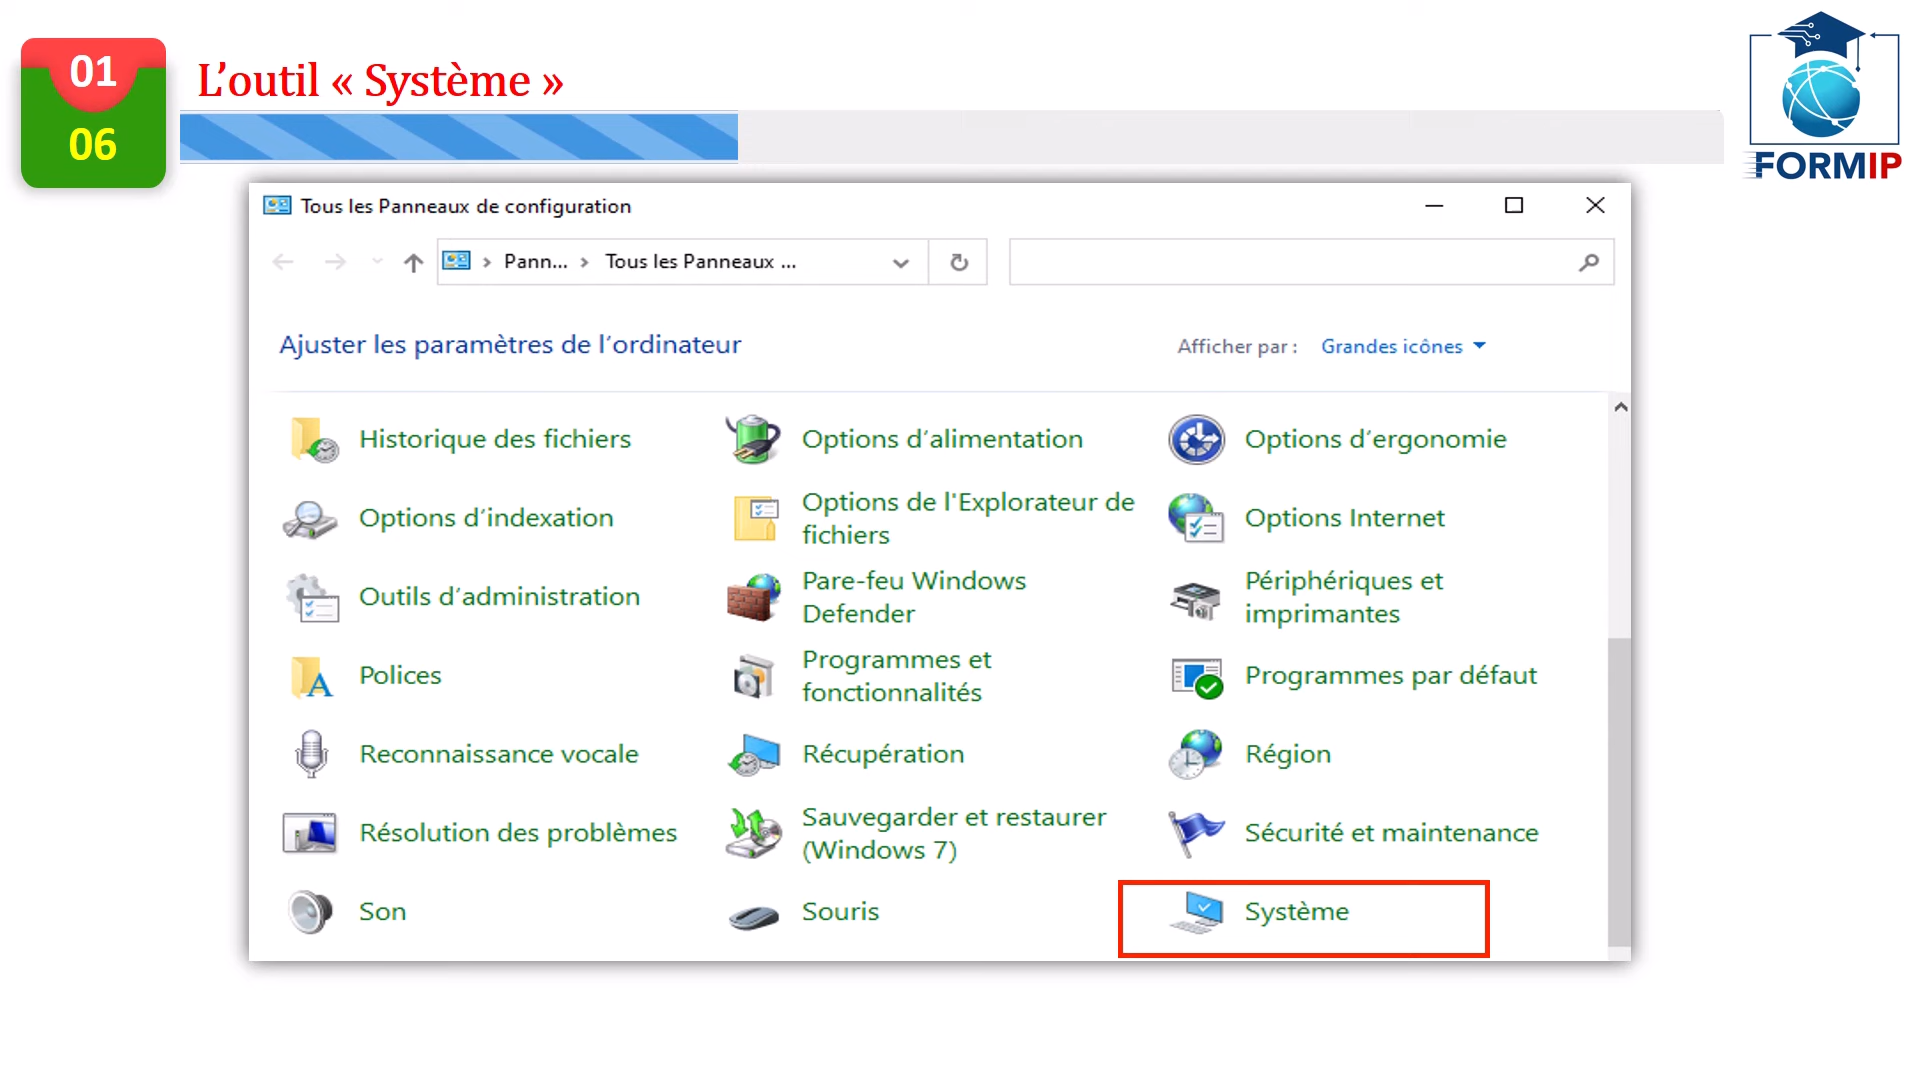 01
06
L’outil « Système »
FORMIP
Tous les Panneaux de configuration
Pann... > Tous les Panneaux ...
Ajuster les paramètres de l’ordinateur
Afficher par : Grandes icônes
Historique des fichiers
Options d’alimentation
Options d’ergonomie
Options d’indexation
Options de l'Explorateur de
fichiers
Options Internet
Outils d’administration
Pare-feu Windows
Defender
Périphériques et
imprimantes
Polices
Programmes et
fonctionnalités
Programmes par défaut
Reconnaissance vocale
Récupération
Région
Résolution des problèmes
Sauvegarder et restaurer
(Windows 7)
Sécurité et maintenance
Son
Souris
Système